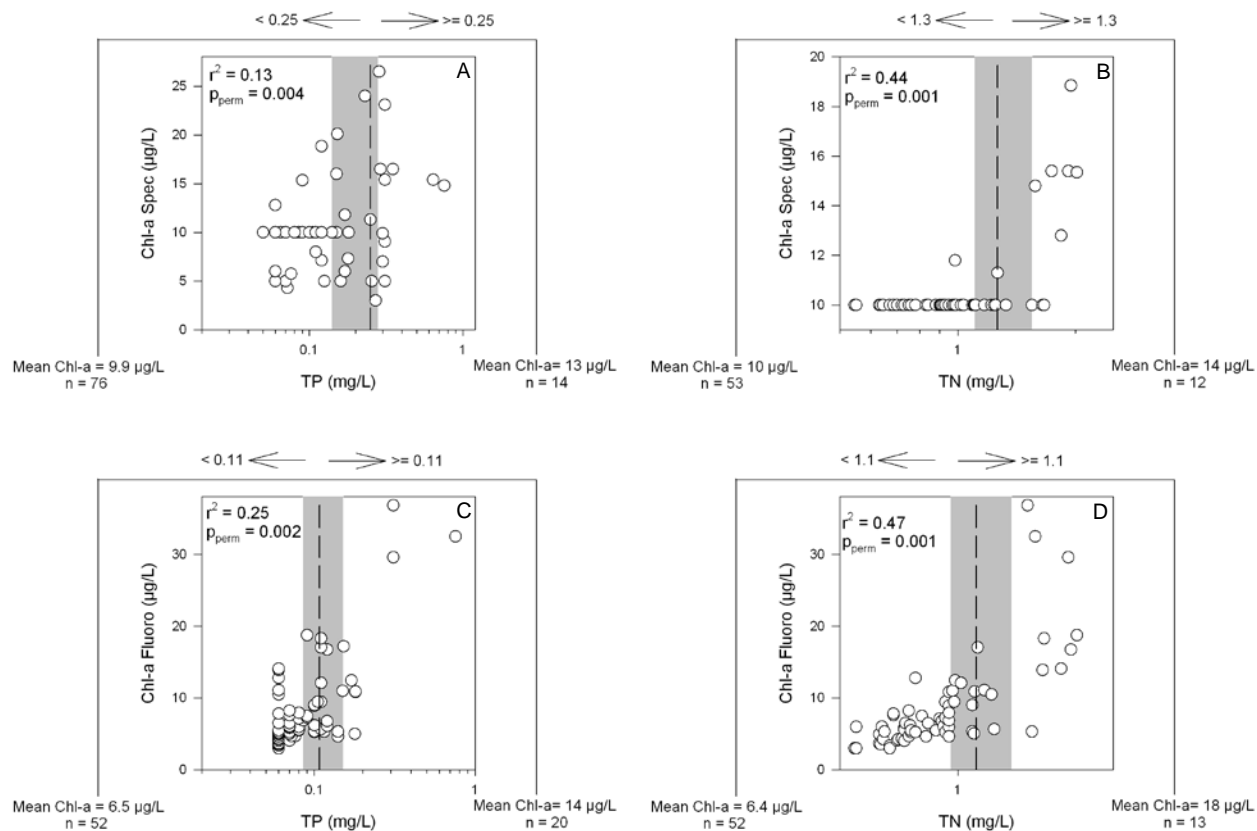 < 0.25 >= 0.25
A
r² = 0.13
p_perm = 0.004
25
20
15
10
5
0
Chl-a Spec (µg/L)
0.1 1
TP (mg/L)
Mean Chl-a = 9.9 µg/L
n = 76
Mean Chl-a= 13 µg/L
n = 14
< 1.3 >= 1.3
B
r² = 0.44
p_perm = 0.001
20
18
16
14
12
10
Chl-a Spec (µg/L)
1
TN (mg/L)
Mean Chl-a = 10 µg/L
n = 53
Mean Chl-a= 14 µg/L
n = 12
< 0.11 >= 0.11
C
r² = 0.25
p_perm = 0.002
30
20
10
0
Chl-a Fluoro (µg/L)
0.1 1
TP (mg/L)
Mean Chl-a = 6.5 µg/L
n = 52
Mean Chl-a= 14 µg/L
n = 20
< 1.1 >= 1.1
D
r² = 0.47
p_perm = 0.001
30
20
10
0
Chl-a Fluoro (µg/L)
1
TN (mg/L)
Mean Chl-a = 6.4 µg/L
n = 52
Mean Chl-a= 18 µg/L
n = 13